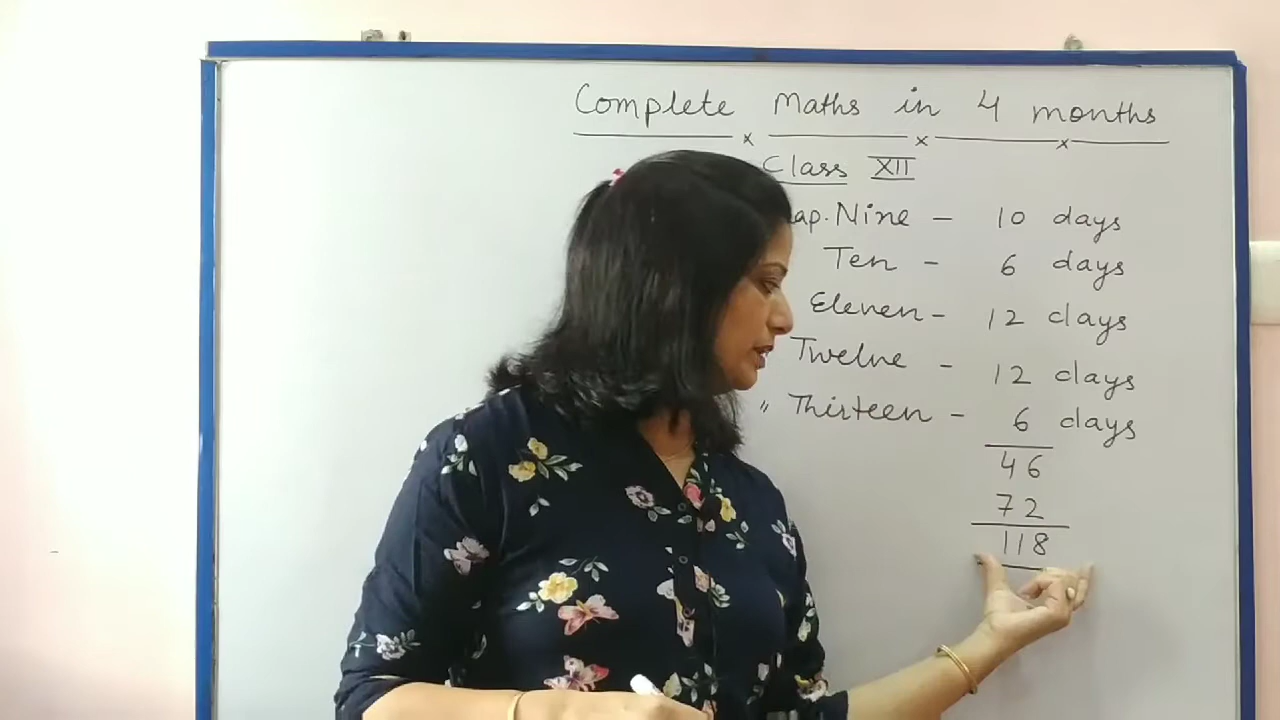 Complete Maths in 4 months
Class XII
ap. Nine - 10 days
Ten - 6 days
Eleven - 12 days
Twelve - 12 days
" Thirteen - 6 days
46
72
118